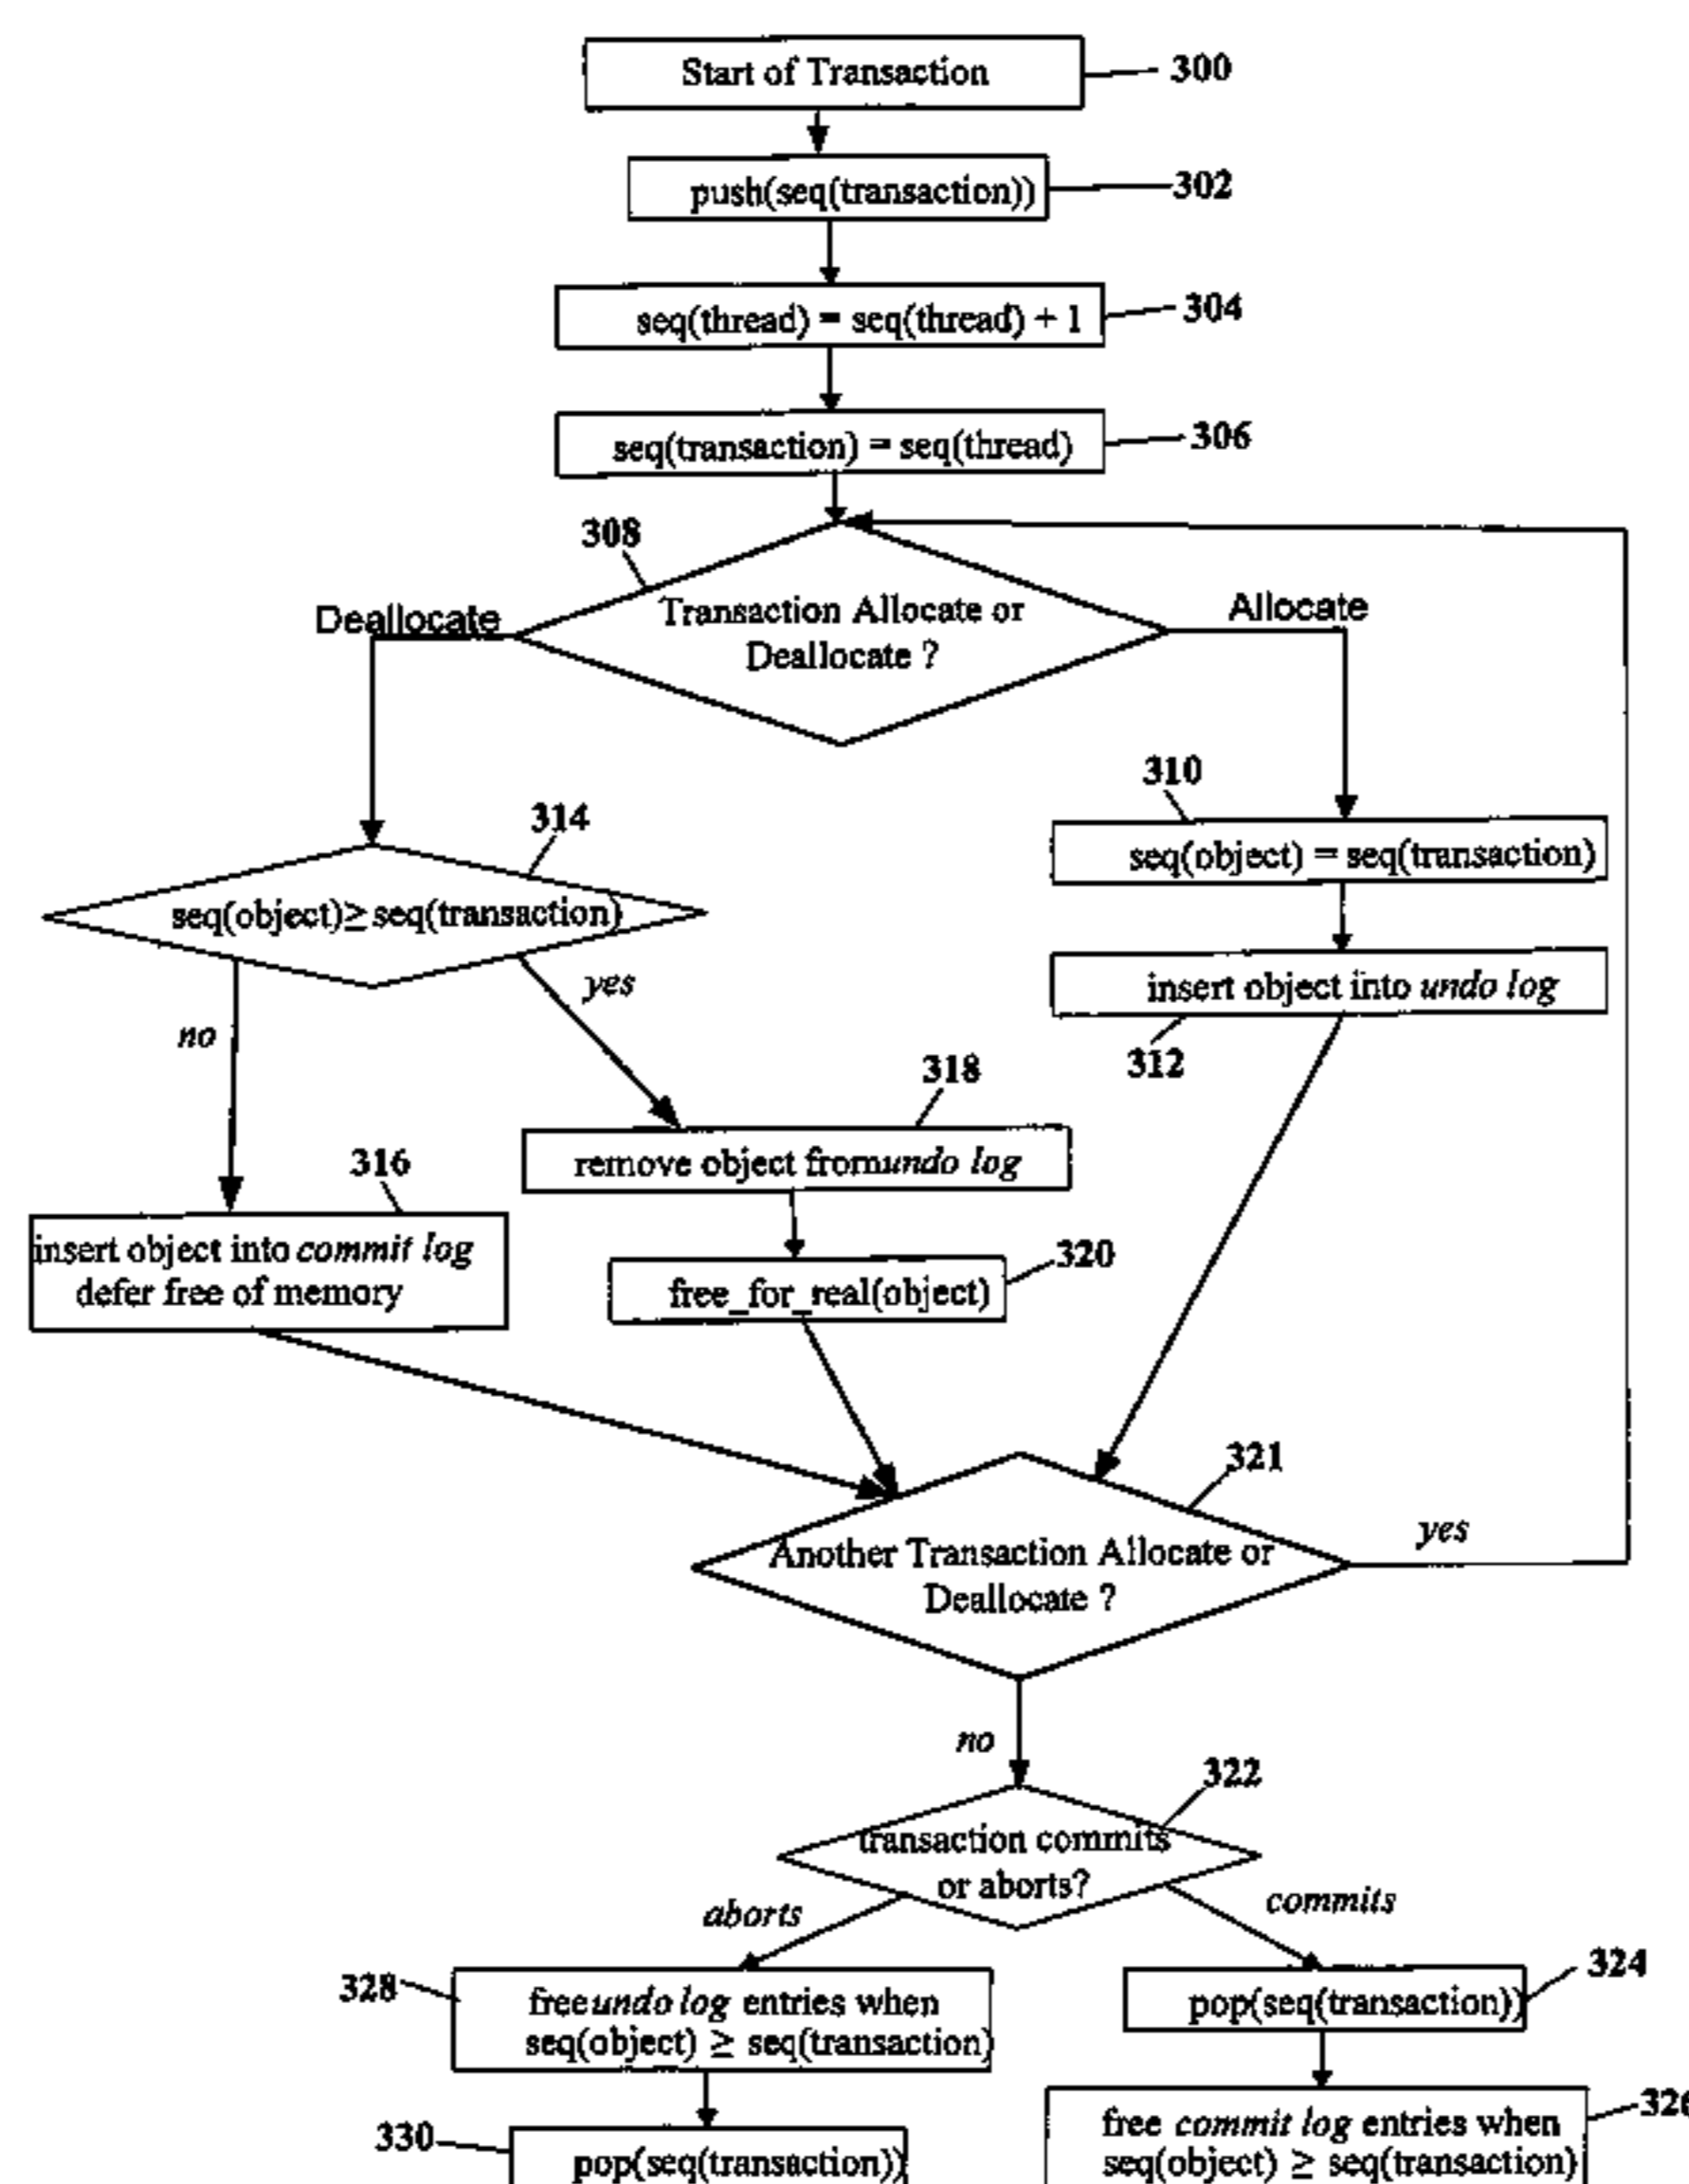 Start of Transaction
300
push(seq(transaction))
302
seq(thread) = seq(thread) + 1
304
seq(transaction) = seq(thread)
306
308
Deallocate
Transaction Allocate or
Deallocate ?
Allocate
310
seq(object) = seq(transaction)
314
seq(object)≥seq(transaction)
insert object into undo log
312
no
yes
318
remove object fromundo log
316
insert object into commit log
defer free of memory
free_for_real(object)
320
321
Another Transaction Allocate or
Deallocate ?
yes
no
322
transaction commits
or aborts?
aborts
commits
328
freeundo log entries when
seq(object) ≥ seq(transaction)
324
pop(seq(transaction))
330
pop(seq(transaction))
326
free commit log entries when
seq(object) ≥ seq(transaction)